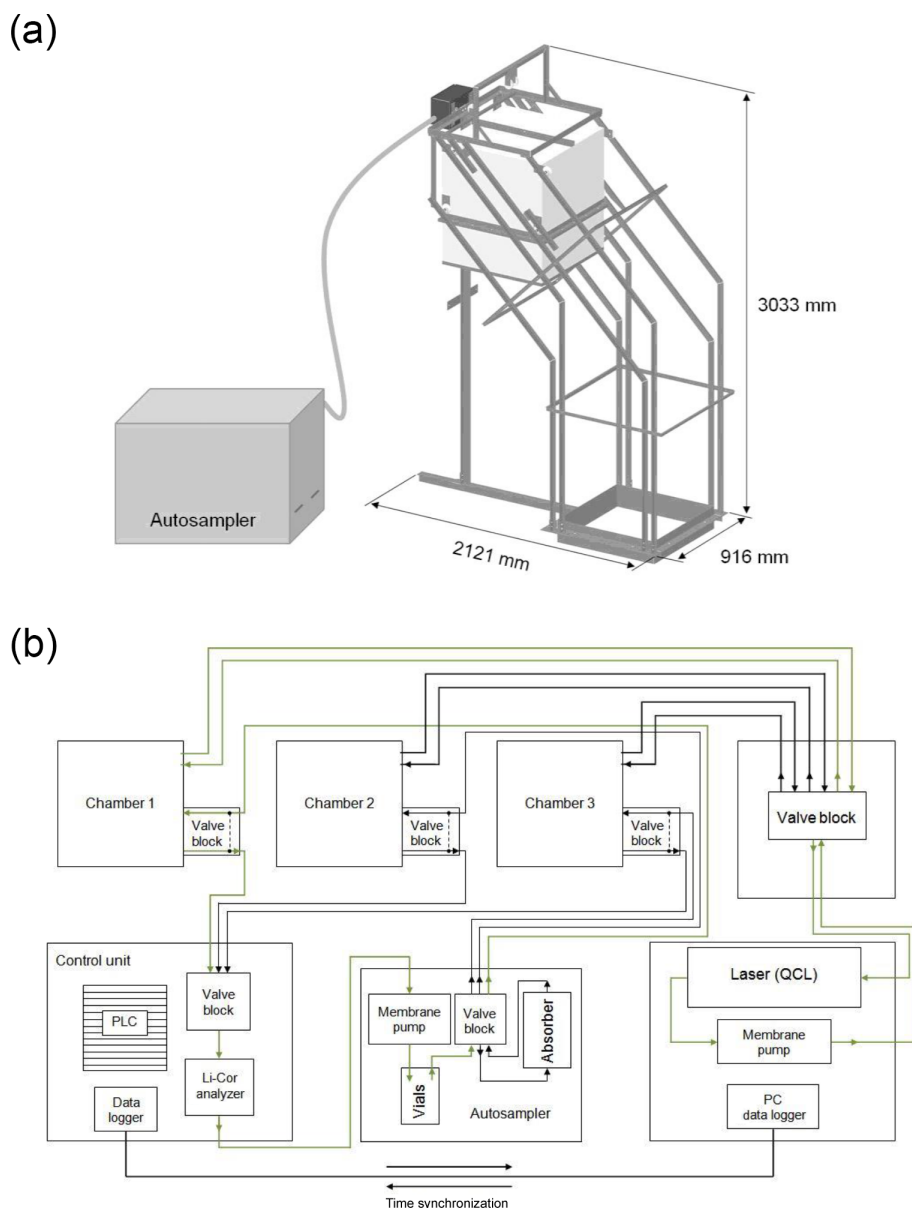 (a)
3033 mm
Autosampler
2121 mm
916 mm
(b)
Chamber 1
Valve
block
Chamber 2
Valve
block
Chamber 3
Valve
block
Valve block
Control unit
PLC
Valve
block
Li-Cor
analyzer
Data
logger
Membrane
pump
Valve
block
Absorber
Vials
Autosampler
Laser (QCL)
Membrane
pump
PC
data logger
Time synchronization